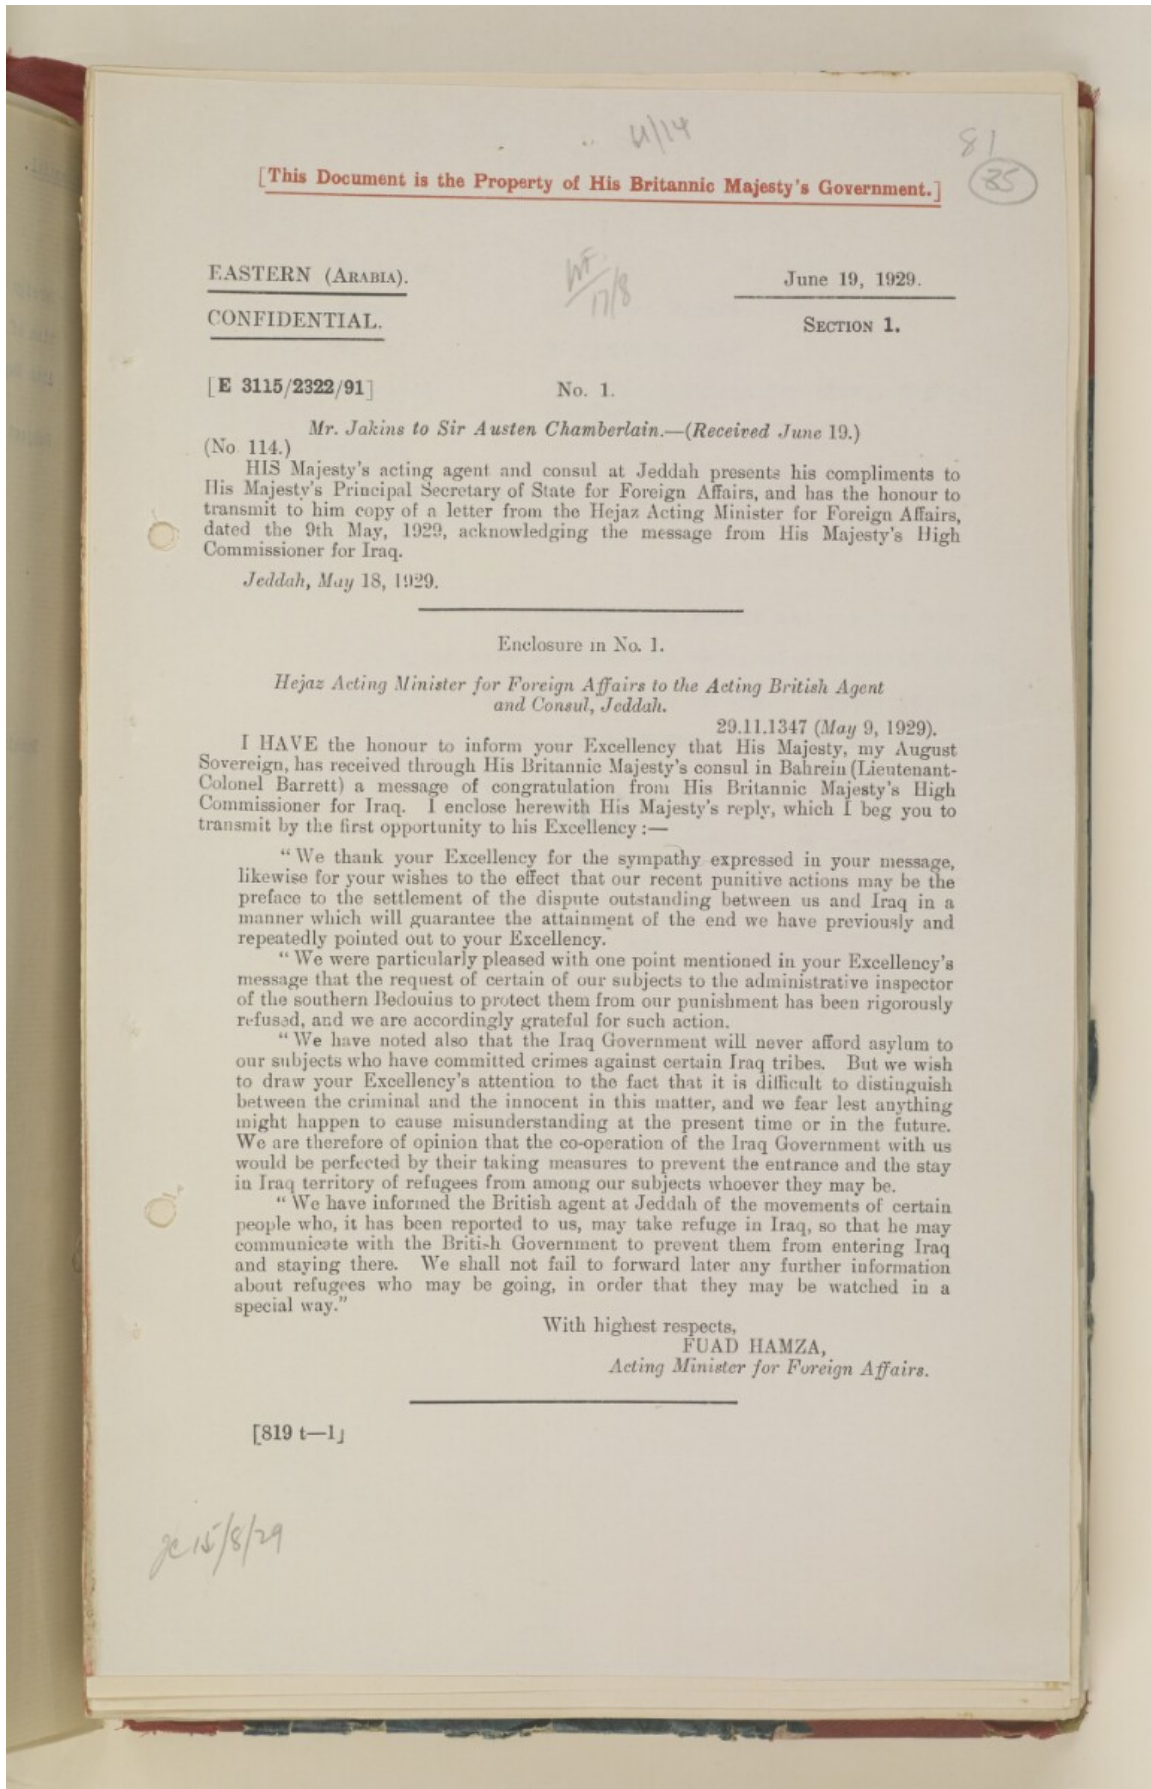 4/14
81
[This Document is the Property of His Britannic Majesty's Government.]
85
EASTERN (ARABIA).
June 19, 1929.
17/8
CONFIDENTIAL.
SECTION 1.
[E 3115/2322/91]
No. 1.
Mr. Jakins to Sir Austen Chamberlain.—(Received June 19.)
(No. 114.)
HIS Majesty's acting agent and consul at Jeddah presents his compliments to
His Majesty's Principal Secretary of State for Foreign Affairs, and has the honour to
transmit to him copy of a letter from the Hejaz Acting Minister for Foreign Affairs,
dated the 9th May, 1929, acknowledging the message from His Majesty's High
Commissioner for Iraq.
Jeddah, May 18, 1929.
Enclosure in No. 1.
Hejaz Acting Minister for Foreign Affairs to the Acting British Agent
and Consul, Jeddah.
29.11.1347 (May 9, 1929).
I HAVE the honour to inform your Excellency that His Majesty, my August
Sovereign, has received through His Britannic Majesty's consul in Bahrein (Lieutenant-
Colonel Barrett) a message of congratulation from His Britannic Majesty's High
Commissioner for Iraq. I enclose herewith His Majesty's reply, which I beg you to
transmit by the first opportunity to his Excellency :—
"We thank your Excellency for the sympathy expressed in your message,
likewise for your wishes to the effect that our recent punitive actions may be the
preface to the settlement of the dispute outstanding between us and Iraq in a
manner which will guarantee the attainment of the end we have previously and
repeatedly pointed out to your Excellency.
"We were particularly pleased with one point mentioned in your Excellency's
message that the request of certain of our subjects to the administrative inspector
of the southern Bedouins to protect them from our punishment has been rigorously
refused, and we are accordingly grateful for such action.
"We have noted also that the Iraq Government will never afford asylum to
our subjects who have committed crimes against certain Iraq tribes. But we wish
to draw your Excellency's attention to the fact that it is difficult to distinguish
between the criminal and the innocent in this matter, and we fear lest anything
might happen to cause misunderstanding at the present time or in the future.
We are therefore of opinion that the co-operation of the Iraq Government with us
would be perfected by their taking measures to prevent the entrance and the stay
in Iraq territory of refugees from among our subjects whoever they may be.
"We have informed the British agent at Jeddah of the movements of certain
people who, it has been reported to us, may take refuge in Iraq, so that he may
communicate with the British Government to prevent them from entering Iraq
and staying there. We shall not fail to forward later any further information
about refugees who may be going, in order that they may be watched in a
special way."
With highest respects,
FUAD HAMZA,
Acting Minister for Foreign Affairs.
[819 t—1]
15/8/29